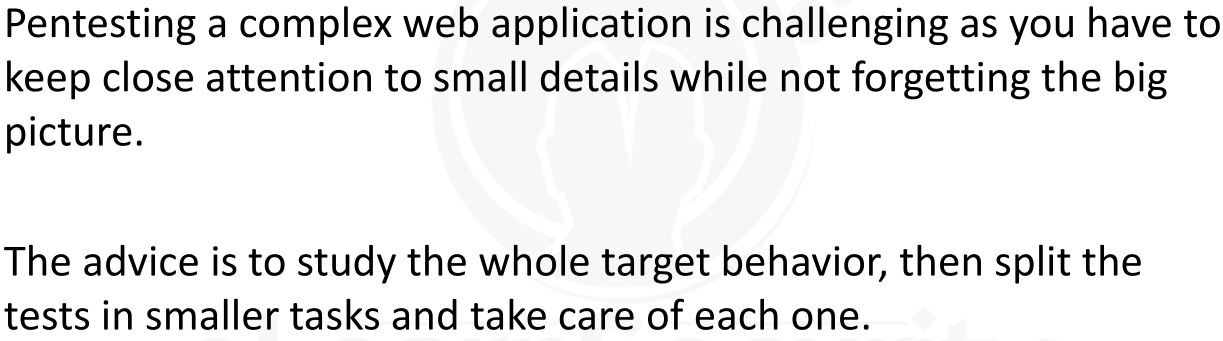 Pentesting a complex web application is challenging as you have to
keep close attention to small details while not forgetting the big
picture.
The advice is to study the whole target behavior, then split the
tests in smaller tasks and take care of each one.